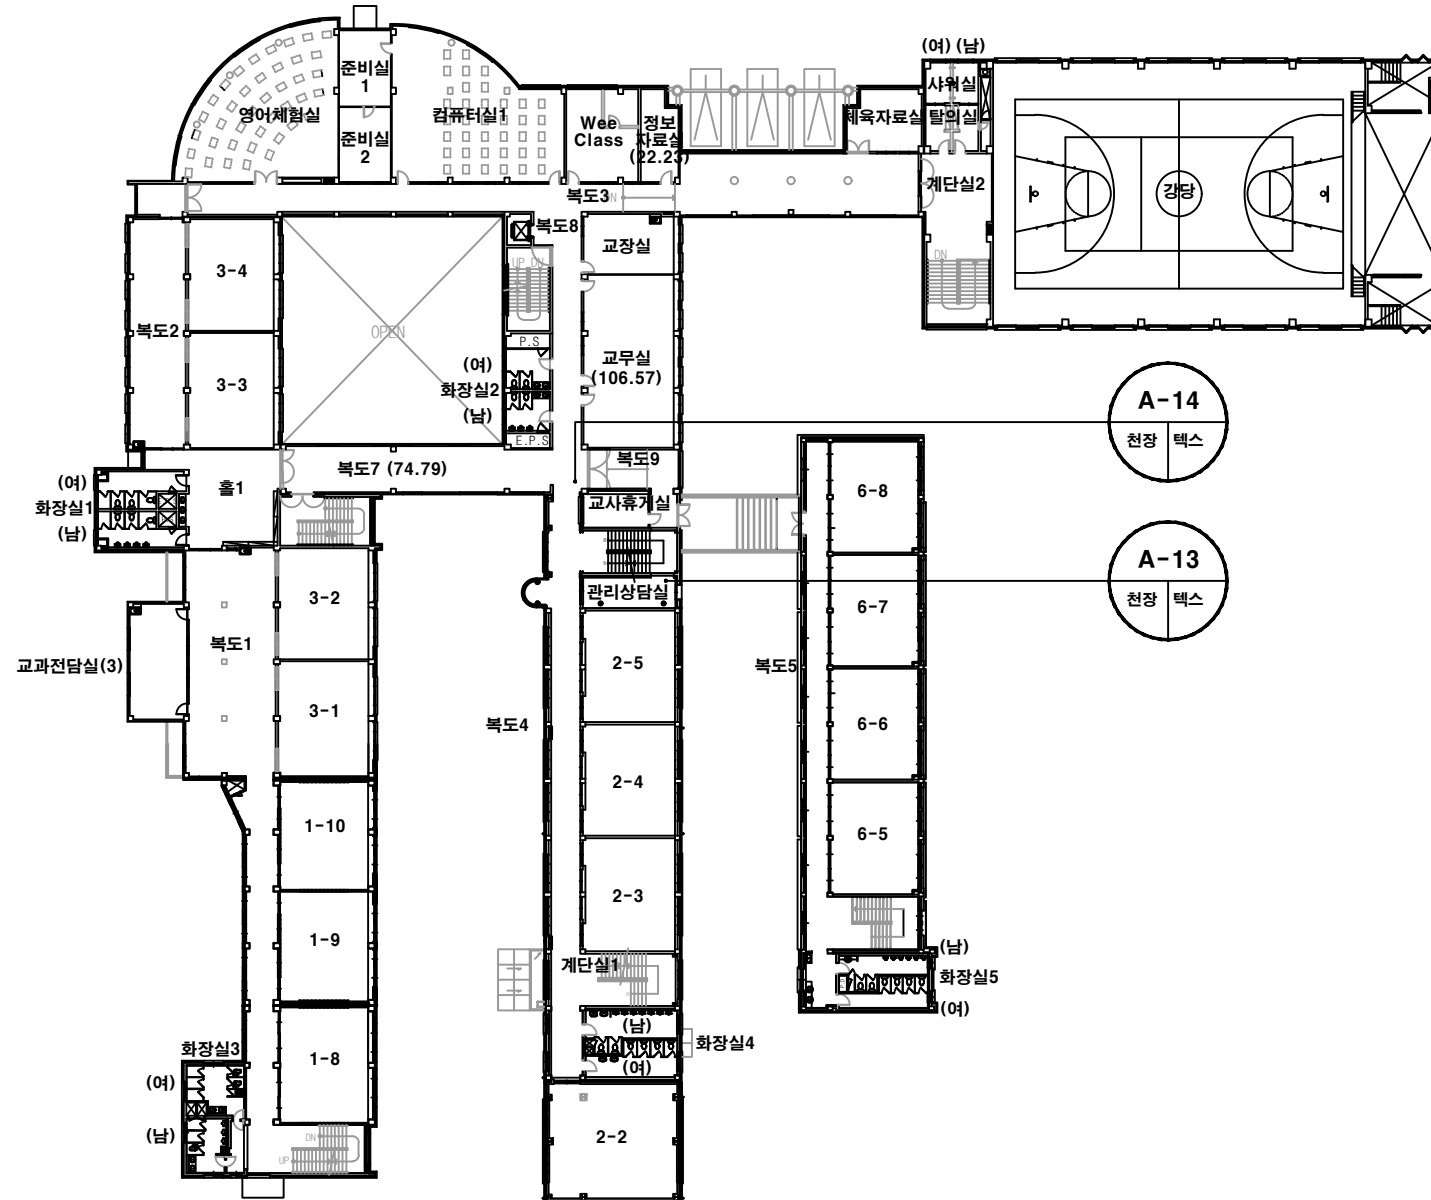 (여) (남)
준비실
1
샤워실
영어체험실
컴퓨터실1
Wee
Class
정보
자료실
(22.23)
체육자료실
탈의실
준비실
2
복도3
DN
계단실2
강당
복도8
교장실
UP DN
DN
3-4
복도2
OPEN
P.S
교무실
(106.57)
(여)
화장실2
(남)
3-3
A-14
천장
텍스
E.P.S
복도7 (74.79)
복도9
홀1
(여)
화장실1
(남)
교사휴게실
6-8
A-13
천장
텍스
관리상담실
3-2
6-7
복도1
교과전담실(3)
2-5
복도5
3-1
복도4
6-6
2-4
1-10
6-5
2-3
1-9
계단실1
(남)
화장실5
(여)
(남)
화장실4
(여)
화장실3
1-8
(여)
(남)
DN
UP
2-2